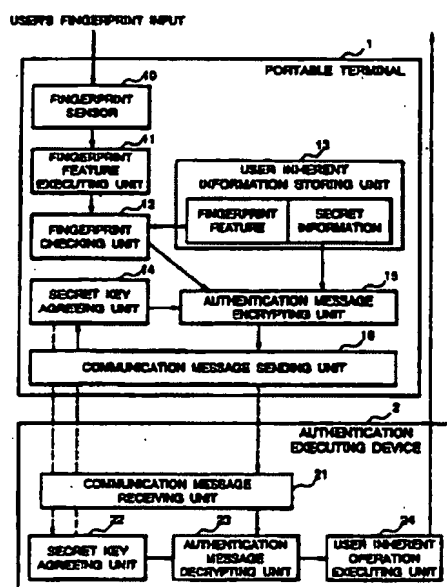 USER'S FINGERPRINT INPUT
1
PORTABLE TERMINAL
10
FINGERPRINT
SENSOR
11
FINGERPRINT
FEATURE
EXECUTING UNIT
13
USER INHERENT
INFORMATION STORING UNIT
FINGERPRINT
FEATURE
SECRET
INFORMATION
12
FINGERPRINT
CHECKING UNIT
14
SECRET KEY
AGREEING UNIT
15
AUTHENTICATION MESSAGE
ENCRYPTING UNIT
16
COMMUNICATION MESSAGE SENDING UNIT
2
AUTHENTICATION
EXECUTING DEVICE
COMMUNICATION MESSAGE
RECEIVING UNIT
21
22
SECRET KEY
AGREEING UNIT
23
AUTHENTICATION
MESSAGE
DECRYPTING UNIT
24
USER INHERENT
OPERATION
EXECUTING UNIT